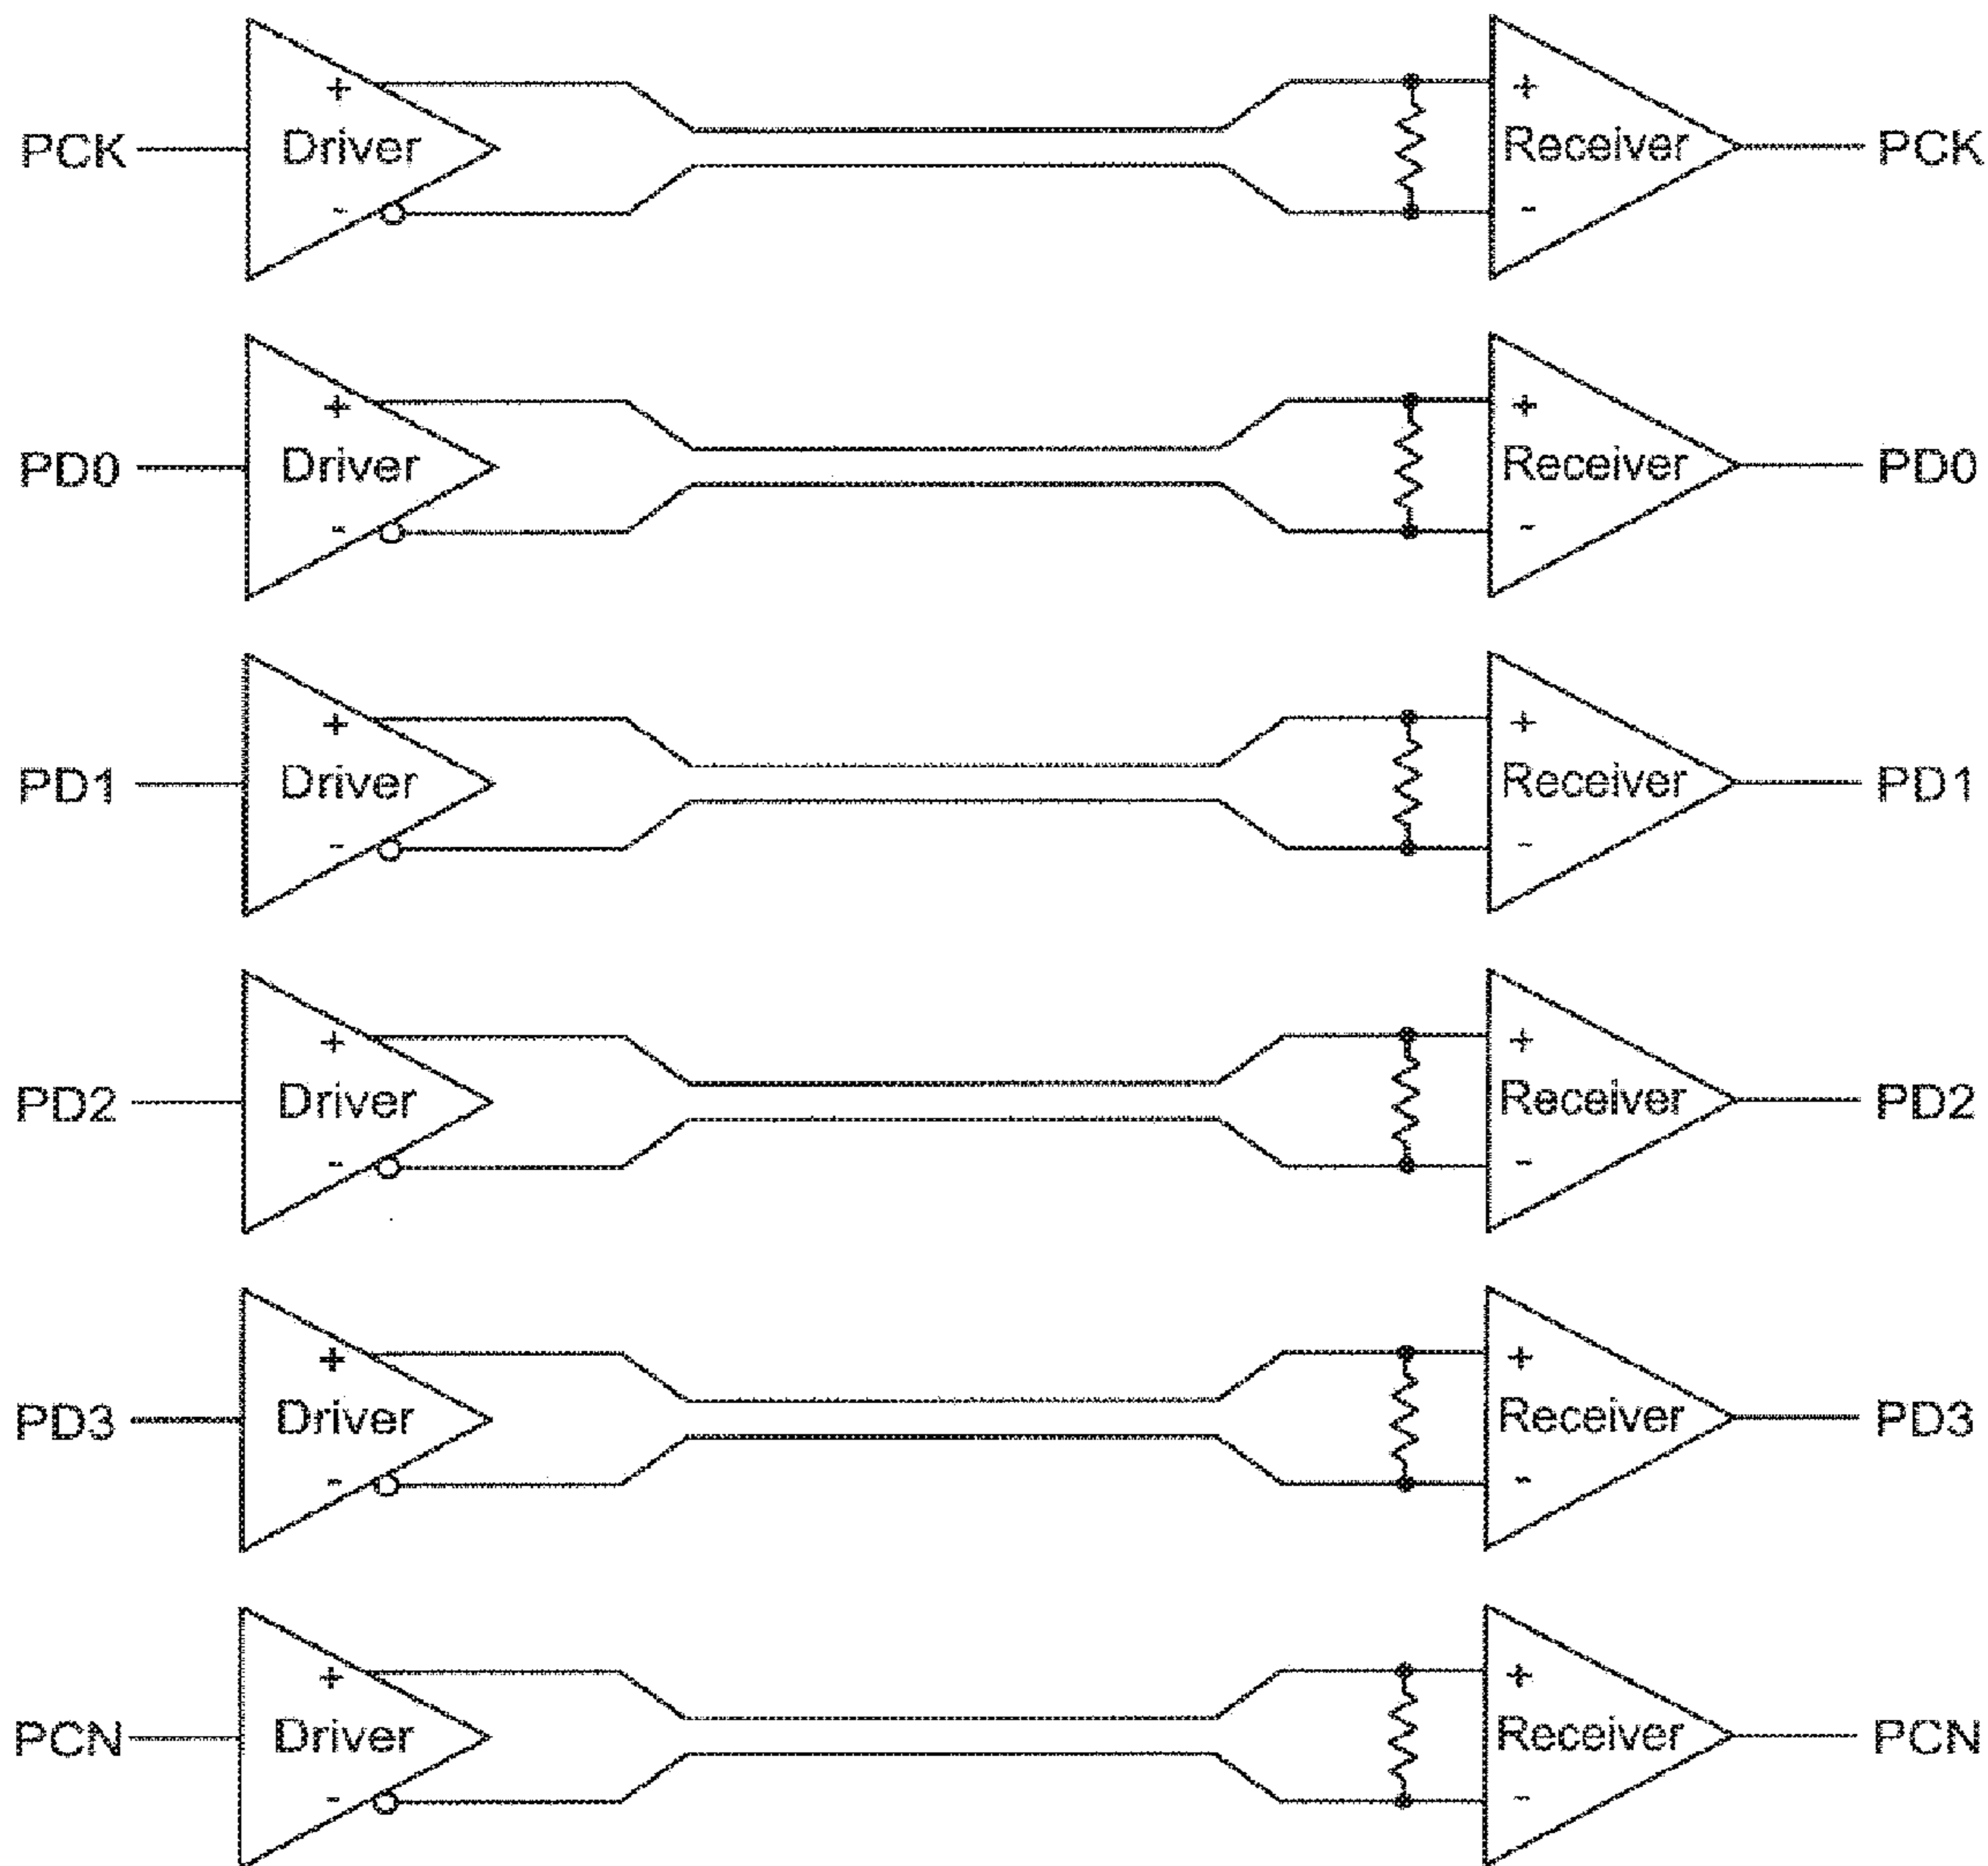 + +
PCK Driver Receiver PCK
- -
+ +
PD0 Driver Receiver PD0
- -
+ +
PD1 Driver Receiver PD1
- -
+ +
PD2 Driver Receiver PD2
- -
+ +
PD3 Driver Receiver PD3
- -
+ +
PCN Driver Receiver PCN
- -